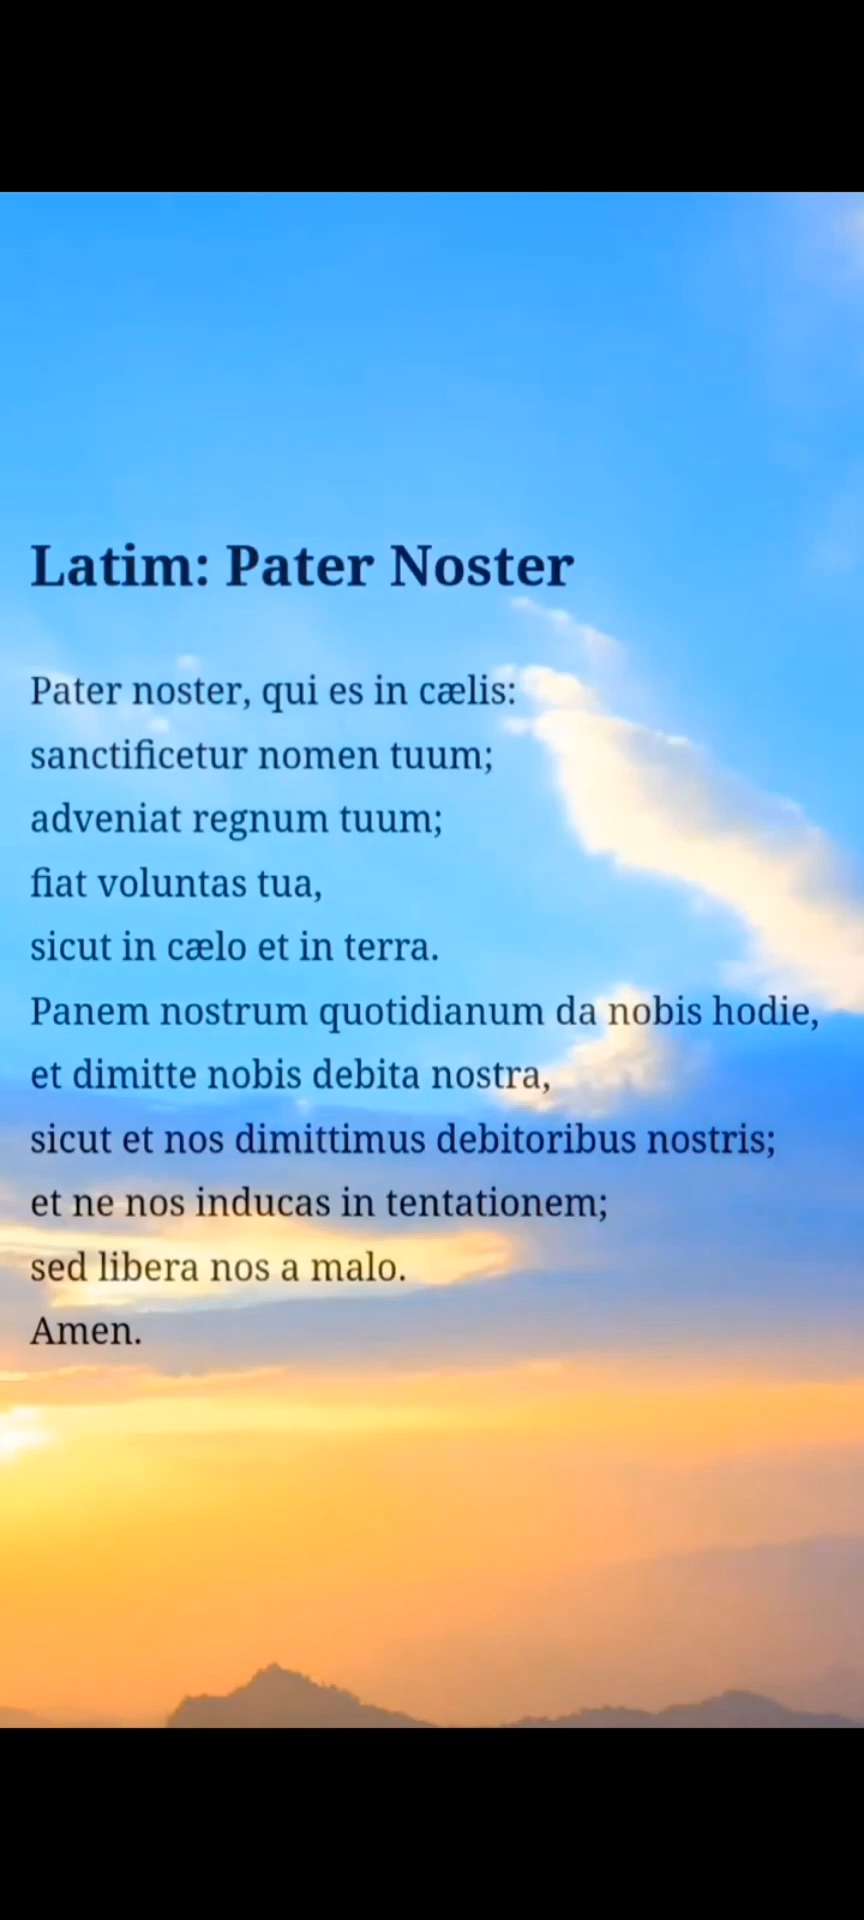 Latim: Pater Noster
Pater noster, qui es in cælis:
sanctificetur nomen tuum;
adveniat regnum tuum;
fiat voluntas tua,
sicut in cælo et in terra.
Panem nostrum quotidianum da nobis hodie,
et dimitte nobis debita nostra,
sicut et nos dimittimus debitoribus nostris;
et ne nos inducas in tentationem;
sed libera nos a malo.
Amen.